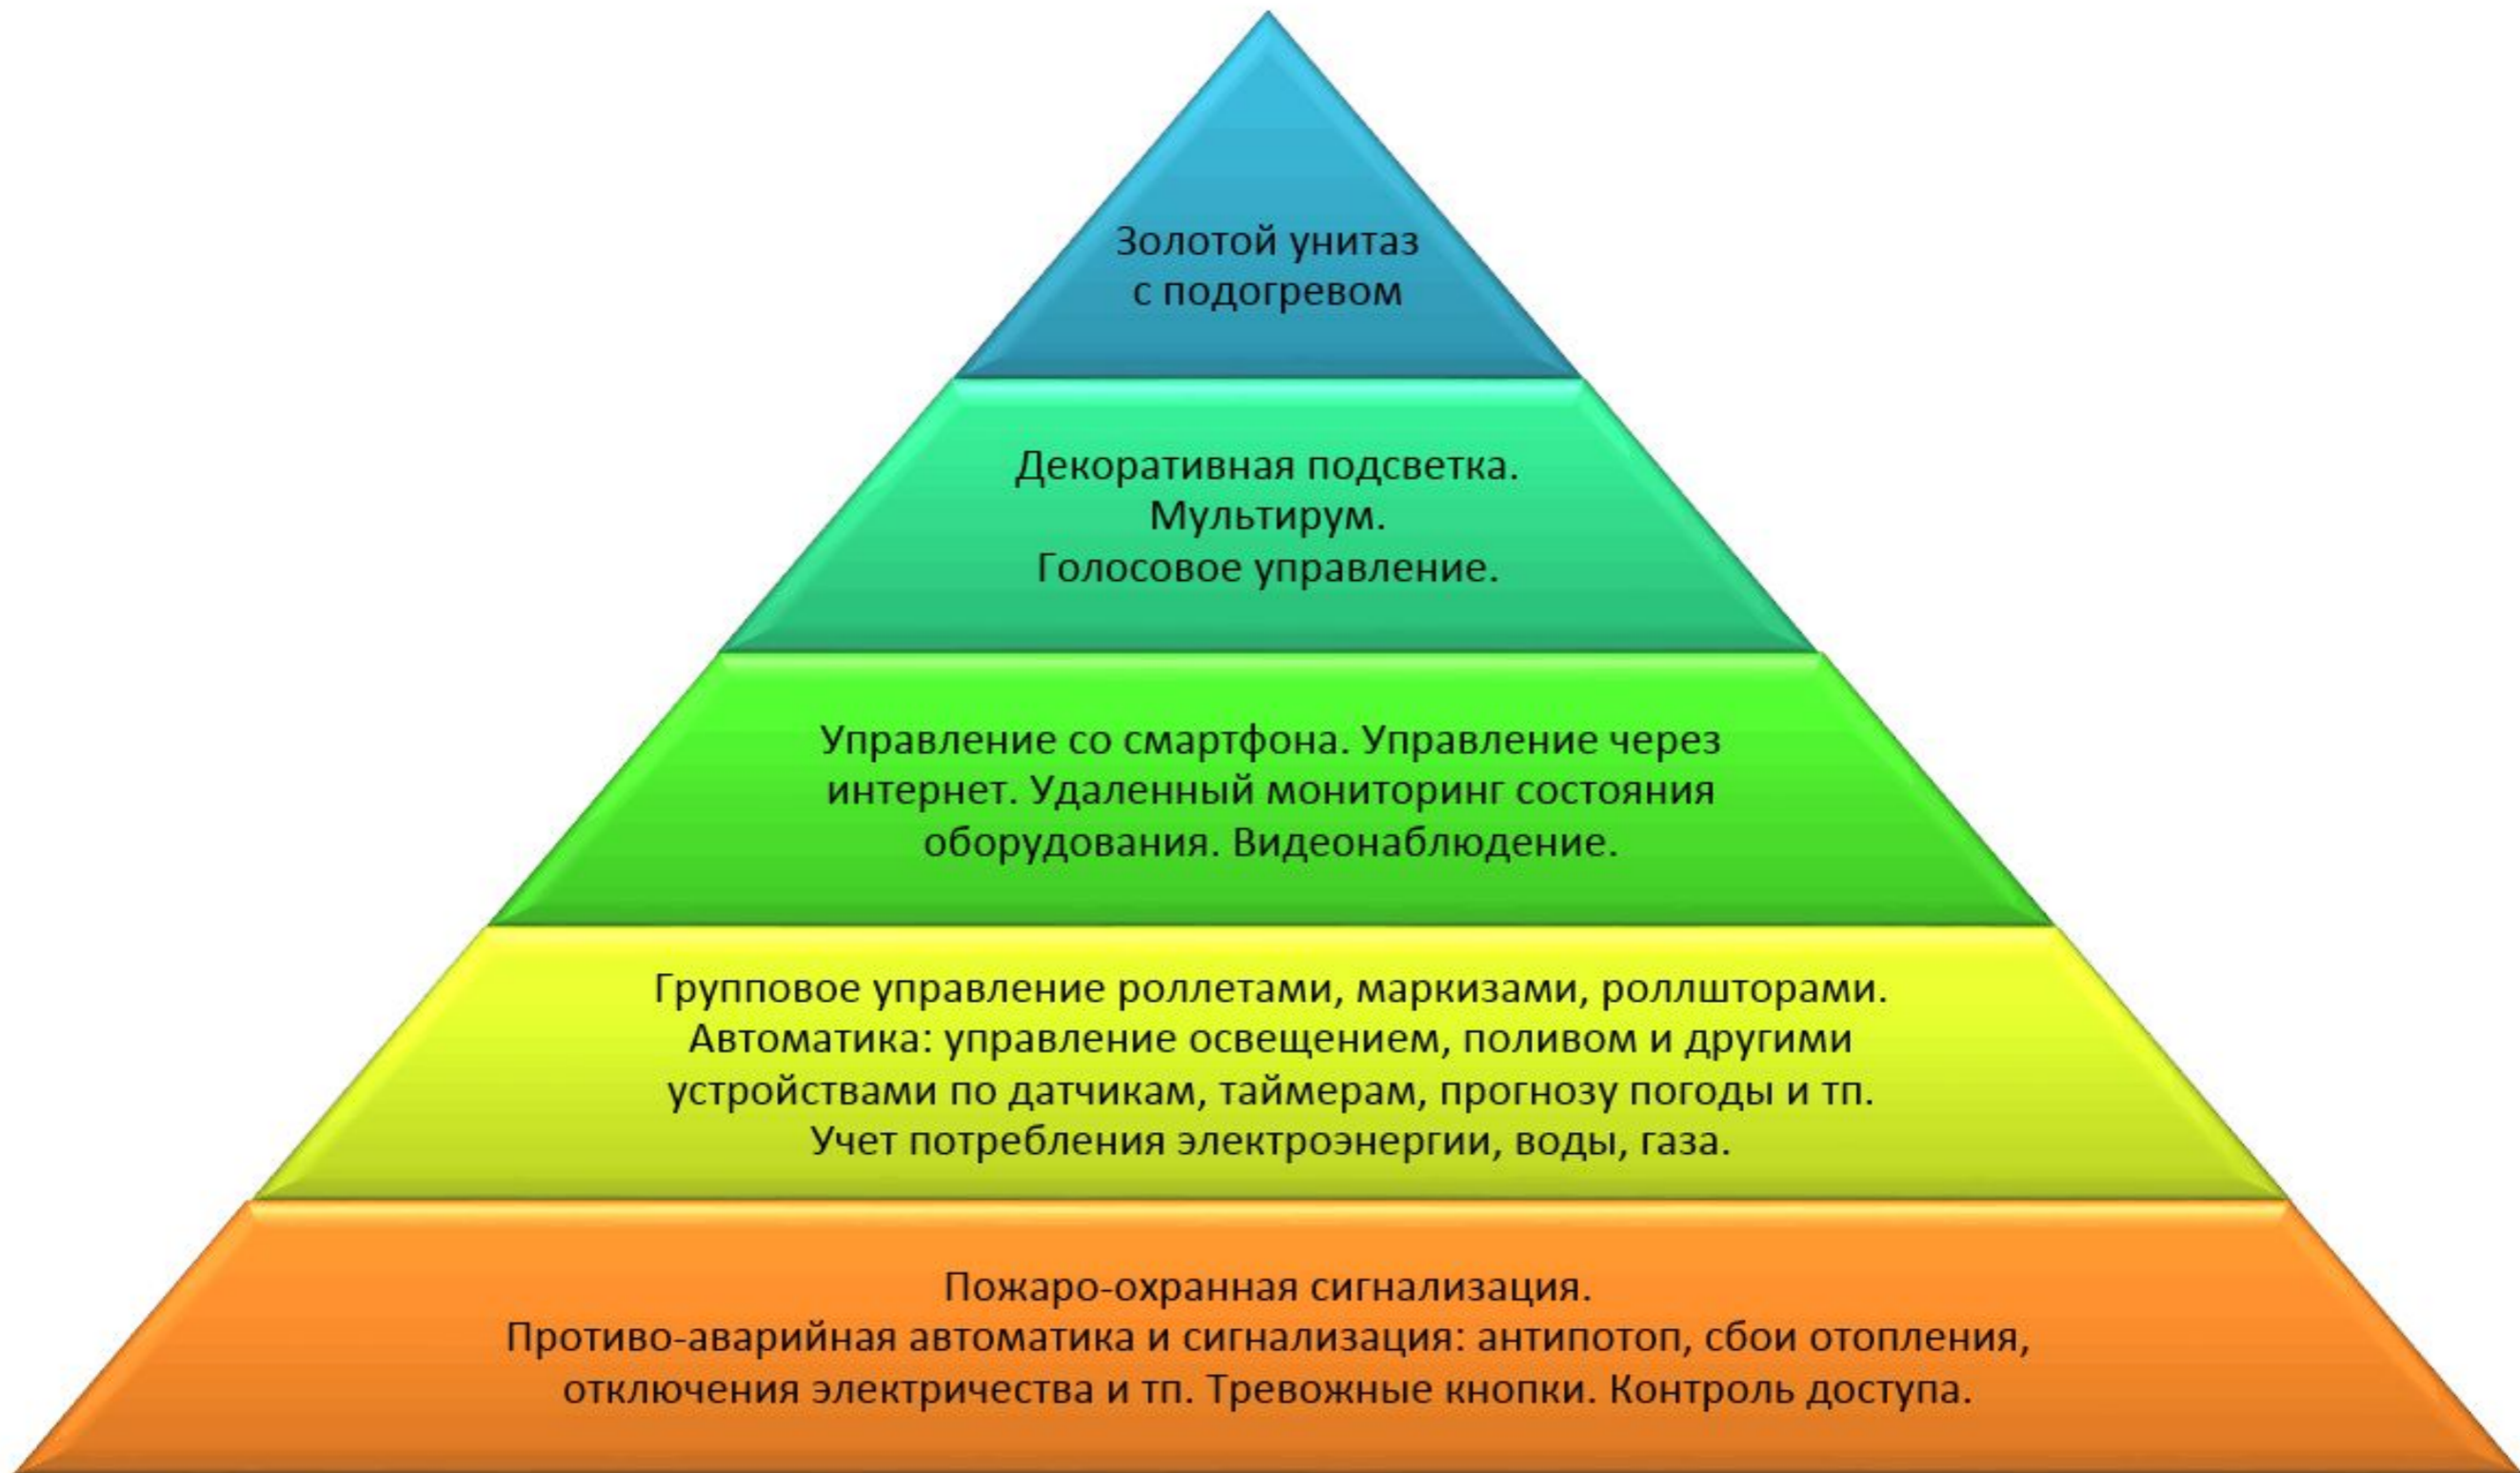 Золотой унитаз
с подогревом
Декоративная подсветка.
Мультирум.
Голосовое управление.
Управление со смартфона. Управление через
интернет. Удаленный мониторинг состояния
оборудования. Видеонаблюдение.
Групповое управление роллетами, маркизами, роллшторами.
Автоматика: управление освещением, поливом и другими
устройствами по датчикам, таймерам, прогнозу погоды и тп.
Учет потребления электроэнергии, воды, газа.
Пожаро-охранная сигнализация.
Противо-аварийная автоматика и сигнализация: антипотоп, сбои отопления,
отключения электричества и тп. Тревожные кнопки. Контроль доступа.